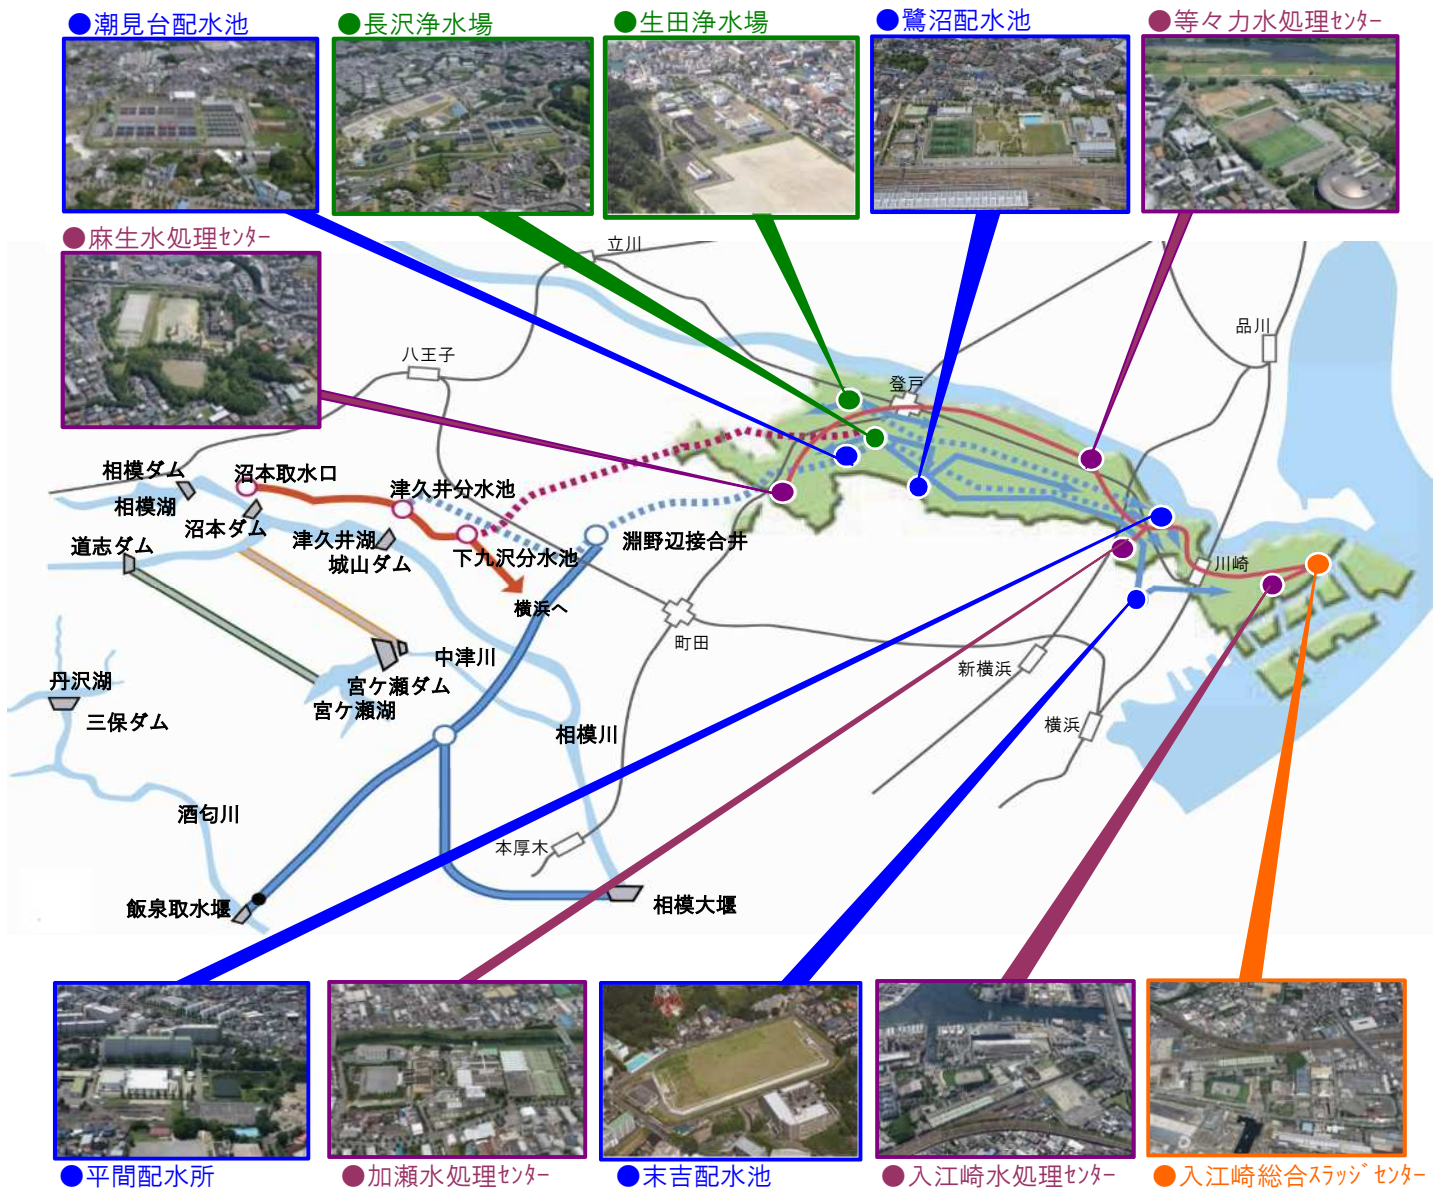 ●潮見台配水池
●長沢浄水場
●生田浄水場
●鷺沼配水池
●等々力水処理ｾﾝﾀｰ
●麻生水処理ｾﾝﾀｰ
立川
品川
八王子
登戸
相模ダム
沼本取水口
相模湖
津久井分水池
沼本ダム
津久井湖
淵野辺接合井
道志ダム
城山ダム
下九沢分水池
川崎
横浜へ
町田
中津川
新横浜
丹沢湖
宮ケ瀬ダム
宮ケ瀬湖
三保ダム
相模川
横浜
酒匂川
本厚木
飯泉取水堰
相模大堰
●平間配水所
●加瀬水処理ｾﾝﾀｰ
●末吉配水池
●入江崎水処理ｾﾝﾀｰ
●入江崎総合ｽﾗｯｼﾞｾﾝﾀｰ